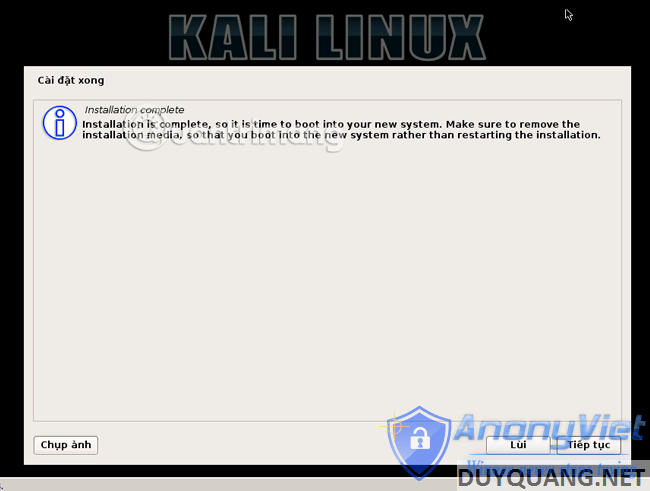 KALI LINUX
Cài đặt xong
Installation complete
Installation is complete, so it is time to boot into your new system. Make sure to remove the
installation media, so that you boot into the new system rather than restarting the installation.
Quantrimang
Chụp ảnh
Lùi
Tiếp tục
AnonyViet
DUYQUANG.NET